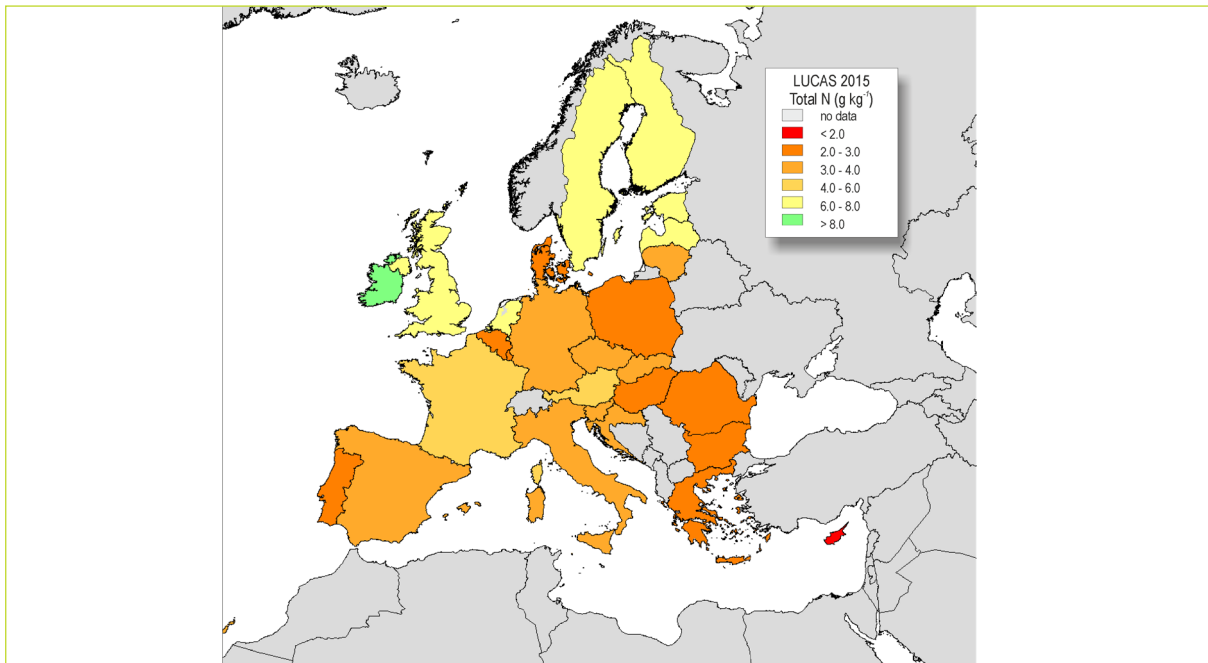 LUCAS 2015
Total N (g kg⁻¹)
no data
< 2.0
2.0 - 3.0
3.0 - 4.0
4.0 - 6.0
6.0 - 8.0
> 8.0